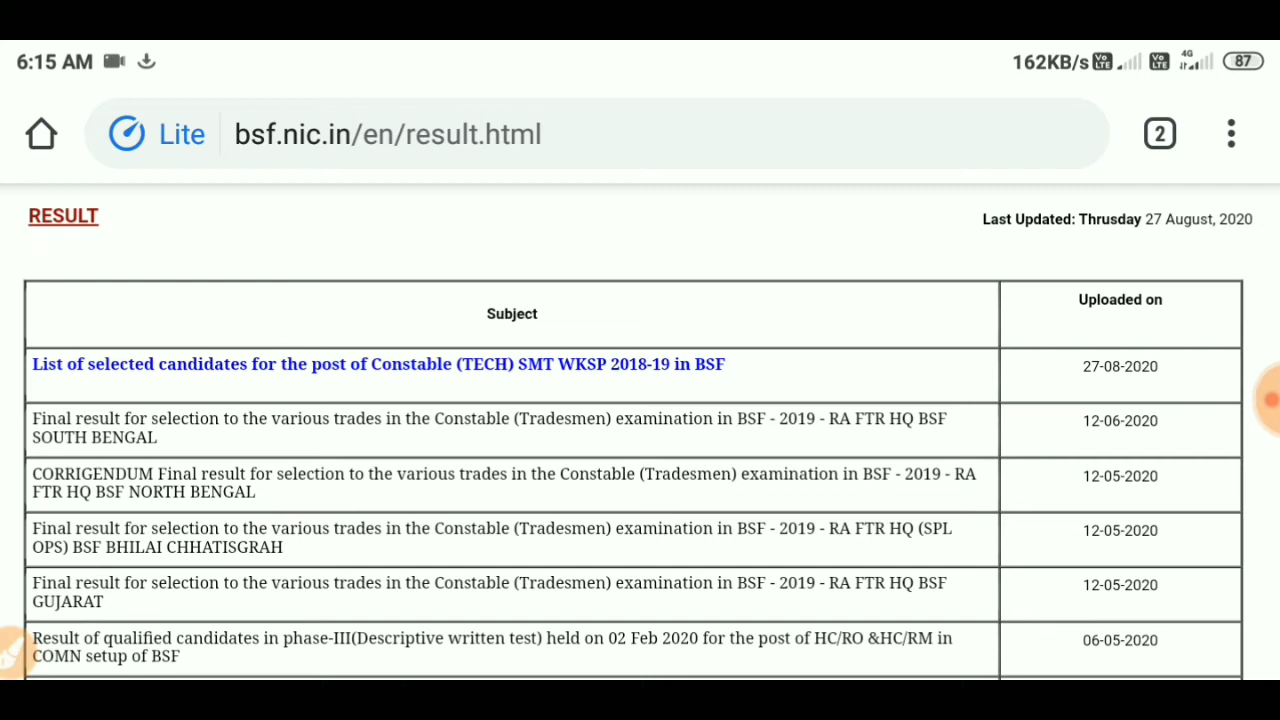 6:15 AM 162KB/s Vo LTE Vo LTE 4G 87
Lite bsf.nic.in/en/result.html 2
RESULT
Last Updated: Thrusday 27 August, 2020
Subject Uploaded on
List of selected candidates for the post of Constable (TECH) SMT WKSP 2018-19 in BSF 27-08-2020
Final result for selection to the various trades in the Constable (Tradesmen) examination in BSF - 2019 - RA FTR HQ BSF
SOUTH BENGAL
12-06-2020
CORRIGENDUM Final result for selection to the various trades in the Constable (Tradesmen) examination in BSF - 2019 - RA
FTR HQ BSF NORTH BENGAL
12-05-2020
Final result for selection to the various trades in the Constable (Tradesmen) examination in BSF - 2019 - RA FTR HQ (SPL
OPS) BSF BHILAI CHHATISGRAH
12-05-2020
Final result for selection to the various trades in the Constable (Tradesmen) examination in BSF - 2019 - RA FTR HQ BSF
GUJARAT
12-05-2020
Result of qualified candidates in phase-III(Descriptive written test) held on 02 Feb 2020 for the post of HC/RO &HC/RM in
COMN setup of BSF
06-05-2020